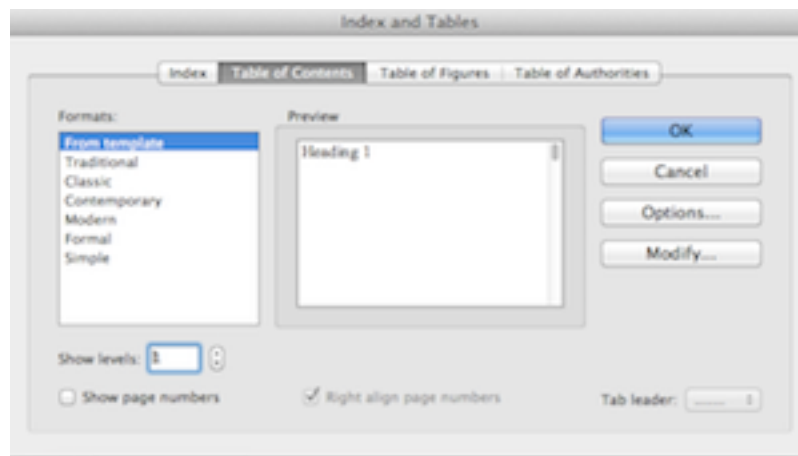 Index and Tables
Index Table of Contents Table of Figures Table of Authorities
Formats:
From template
Traditional
Classic
Contemporary
Modern
Formal
Simple
Preview
Heading 1
OK
Cancel
Options...
Modify...
Show levels: 1
Show page numbers
Right align page numbers
Tab leader: ......